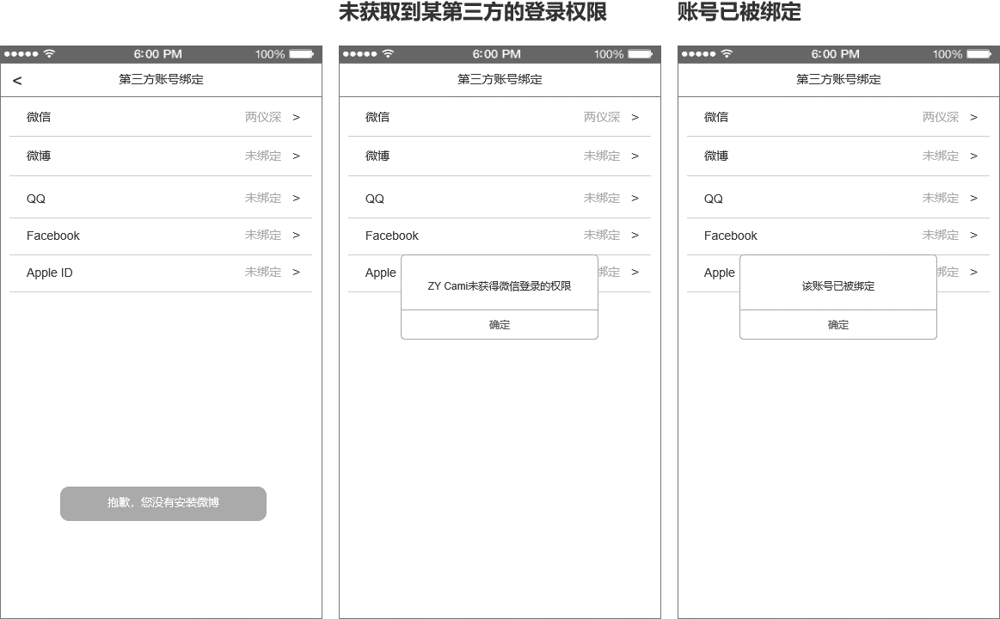 未获取到某第三方的登录权限
账号已被绑定
6:00 PM
100%
<
第三方账号绑定
微信
两仪深 >
微博
未绑定 >
QQ
未绑定 >
Facebook
未绑定 >
Apple ID
未绑定 >
抱歉，您没有安装微博
6:00 PM
100%
第三方账号绑定
微信
两仪深 >
微博
未绑定 >
QQ
未绑定 >
Facebook
未绑定 >
Apple
绑定 >
ZY Cami未获得微信登录的权限
确定
6:00 PM
100%
第三方账号绑定
微信
两仪深 >
微博
未绑定 >
QQ
未绑定 >
Facebook
未绑定 >
Apple
绑定 >
该账号已被绑定
确定